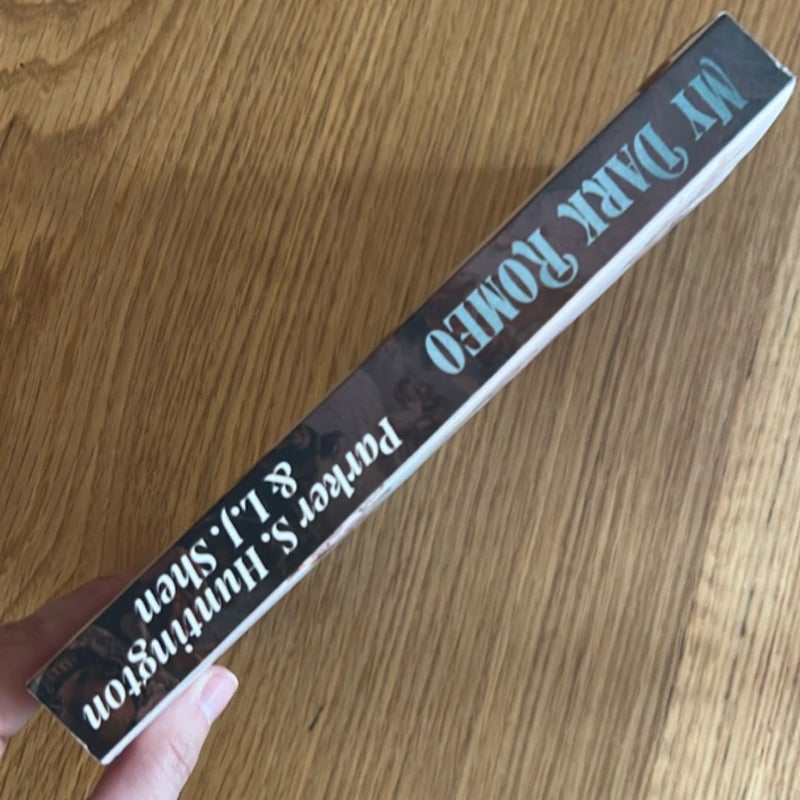 My Dark Romeo
Parker S. Huntington
& L.J. Shen